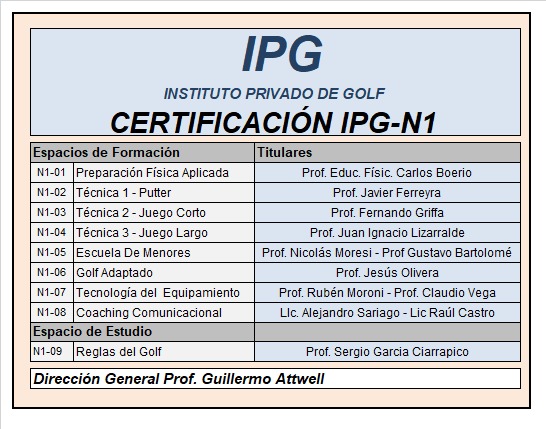 IPG
INSTITUTO PRIVADO DE GOLF
CERTIFICACIÓN IPG-N1
Espacios de Formación Titulares
N1-01 Preparación Física Aplicada Prof. Educ. Físic. Carlos Boerio
N1-02 Técnica 1 - Putter Prof. Javier Ferreyra
N1-03 Técnica 2 - Juego Corto Prof. Fernando Griffa
N1-04 Técnica 3 - Juego Largo Prof. Juan Ignacio Lizarralde
N1-05 Escuela De Menores Prof. Nicolás Moresi - Prof Gustavo Bartolomé
N1-06 Golf Adaptado Prof. Jesús Olivera
N1-07 Tecnología del Equipamiento Prof. Rubén Moroni - Prof. Claudio Vega
N1-08 Coaching Comunicacional LIc. Alejandro Sariago - Lic Raúl Castro
Espacio de Estudio
N1-09 Reglas del Golf Prof. Sergio Garcia Ciarrapico
Dirección General Prof. Guillermo Attwell